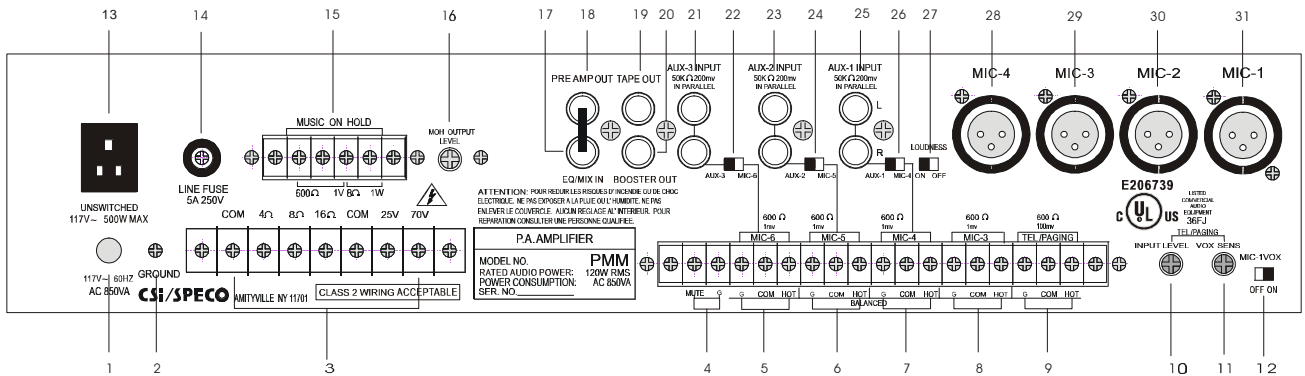 13 14 15 16 17 18 19 20 21 22 23 24 25 26 27 28 29 30 31
UNSWITCHED
117V~ 500W MAX
LINE FUSE
5A 250V
MUSIC ON HOLD
500Ω 1V 8Ω 1W
MOH OUTPUT
LEVEL
PRE AMP OUT TAPE OUT
EQ/MIX IN BOOSTER OUT
AUX-3 INPUT
50KΩ200mv
IN PARALLEL
AUX-2 INPUT
50KΩ200mv
IN PARALLEL
AUX-1 INPUT
50KΩ200mv
IN PARALLEL
L
R
AUX-3 MIC-6
AUX-2 MIC-5
AUX-1 MIC-4
LOUDNESS
ON OFF
MIC-4 MIC-3 MIC-2 MIC-1
E206739
C UL US
LISTED
COMMERCIAL
AUDIO
EQUIPMENT
36FJ
TEL/PAGING
INPUT LEVEL VOX SENS
MIC-1VOX
OFF ON
117V~ 60HZ
AC 850VA
GROUND
COM 4Ω 8Ω 16Ω COM 25V 70V
CSi/SPECO AMITYVILLE NY 11701
CLASS 2 WIRING ACCEPTABLE
ATTENTION: POUR REDUIR LES RISQUES D'INCENDIE OU DE CHOC
ELECTRIQUE. NE PAS EXPOSER A LA PLUIE OU L' HUMIDITE. NE PAS
ENLEVER LE COUVERCLE. AUCUN REGLAGE AL' INTERIEUR. POUR
REPARATION CONSULTER UNE PERSONNE QUALIFIEE.
P.A.AMPLIFIER
MODEL NO. PMM
RATED AUDIO POWER: 120W RMS
POWER CONSUMPTION: AC 850VA
SER. NO.
600 Ω
1mv
MIC-6
600 Ω
1mv
MIC-5
600 Ω
1mv
MIC-4
600 Ω
1mv
MIC-3
600 Ω
100mv
TEL/PAGING
MUTE G G COM HOT G COM HOT G COM HOT G COM HOT G COM HOT
BALANCED
1 2 3 4 5 6 7 8 9 10 11 12